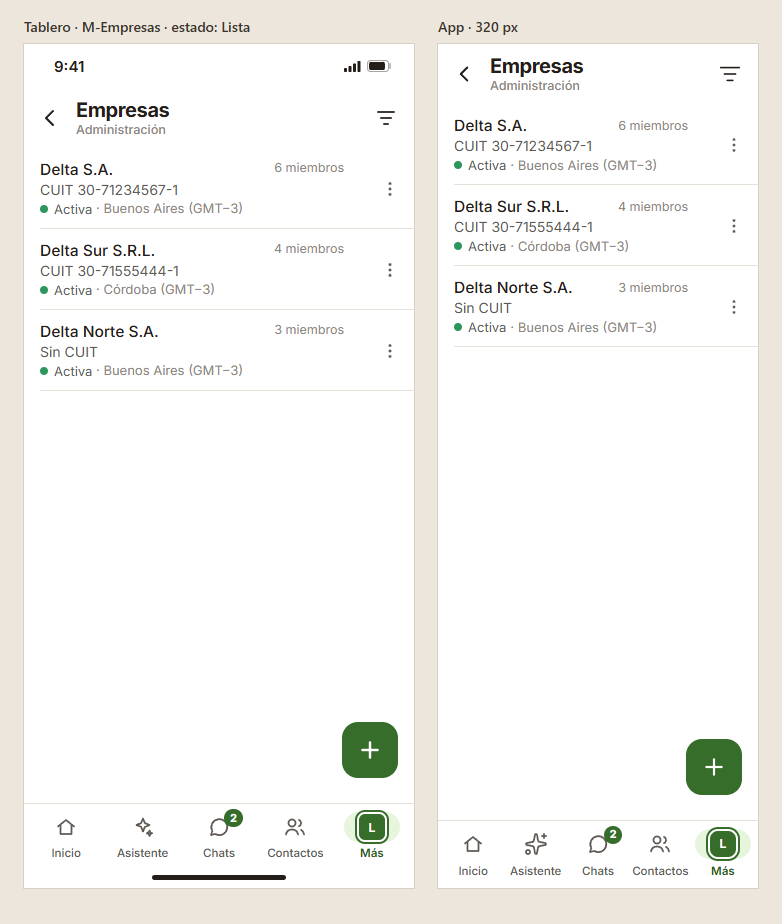 Tablero · M-Empresas · estado: Lista
9:41
Empresas
Administración
Delta S.A.
6 miembros
CUIT 30-71234567-1
Activa · Buenos Aires (GMT−3)
Delta Sur S.R.L.
4 miembros
CUIT 30-71555444-1
Activa · Córdoba (GMT−3)
Delta Norte S.A.
3 miembros
Sin CUIT
Activa · Buenos Aires (GMT−3)
2
L
Inicio
Asistente
Chats
Contactos
Más
App · 320 px
Empresas
Administración
Delta S.A.
6 miembros
CUIT 30-71234567-1
Activa · Buenos Aires (GMT−3)
Delta Sur S.R.L.
4 miembros
CUIT 30-71555444-1
Activa · Córdoba (GMT−3)
Delta Norte S.A.
3 miembros
Sin CUIT
Activa · Buenos Aires (GMT−3)
2
L
Inicio
Asistente
Chats
Contactos
Más